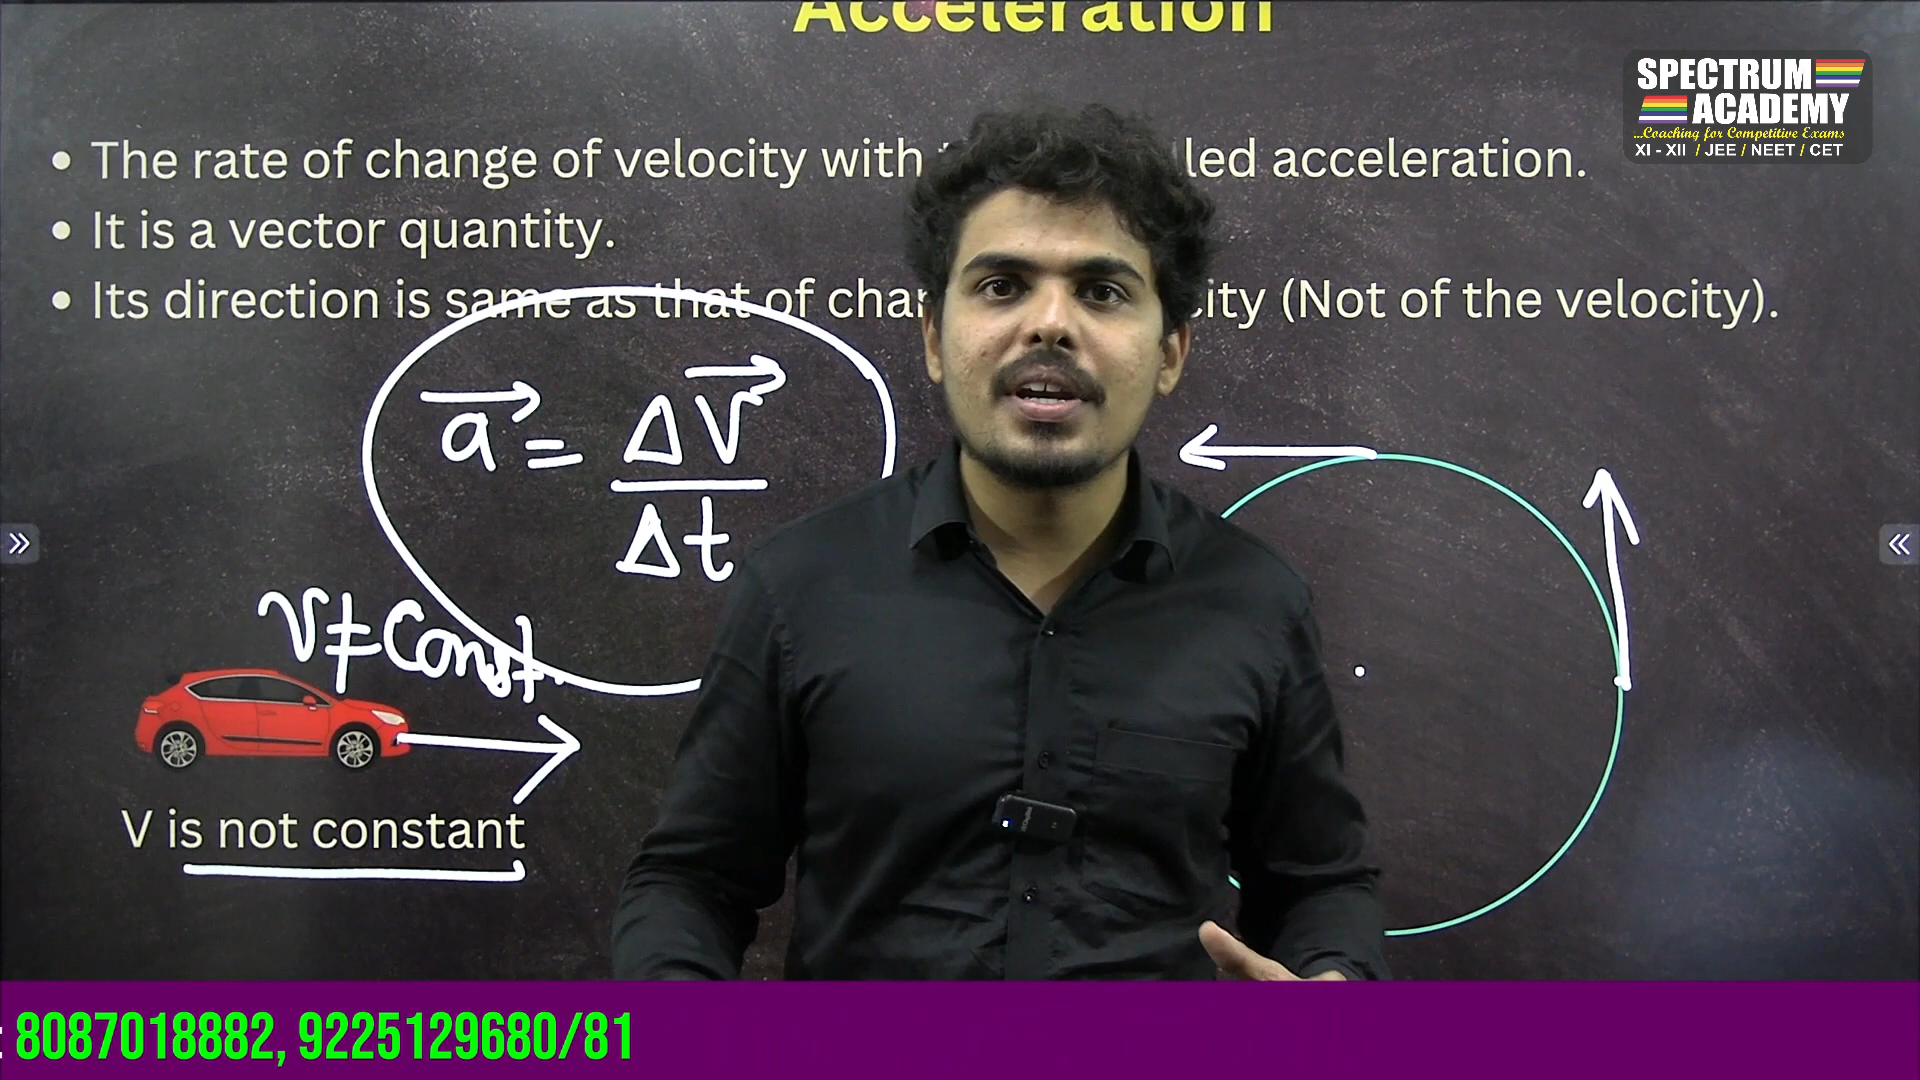 Acceleration
SPECTRUM
ACADEMY
...Coaching for Competitive Exams
XI - XII / JEE / NEET / CET
• The rate of change of velocity with led acceleration.
• It is a vector quantity.
• Its direction is same as that of city (Not of the velocity).
a = ΔV
Δt
V ≠ Const.
V is not constant
: 8087018882, 9225129680/81